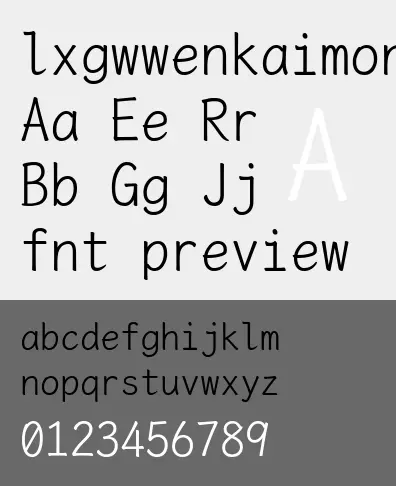 lxgwwenkaimon
Aa Ee Rr
Bb Gg Jj
A
fnt preview
abcdefghijklm
nopqrstuvwxyz
0123456789